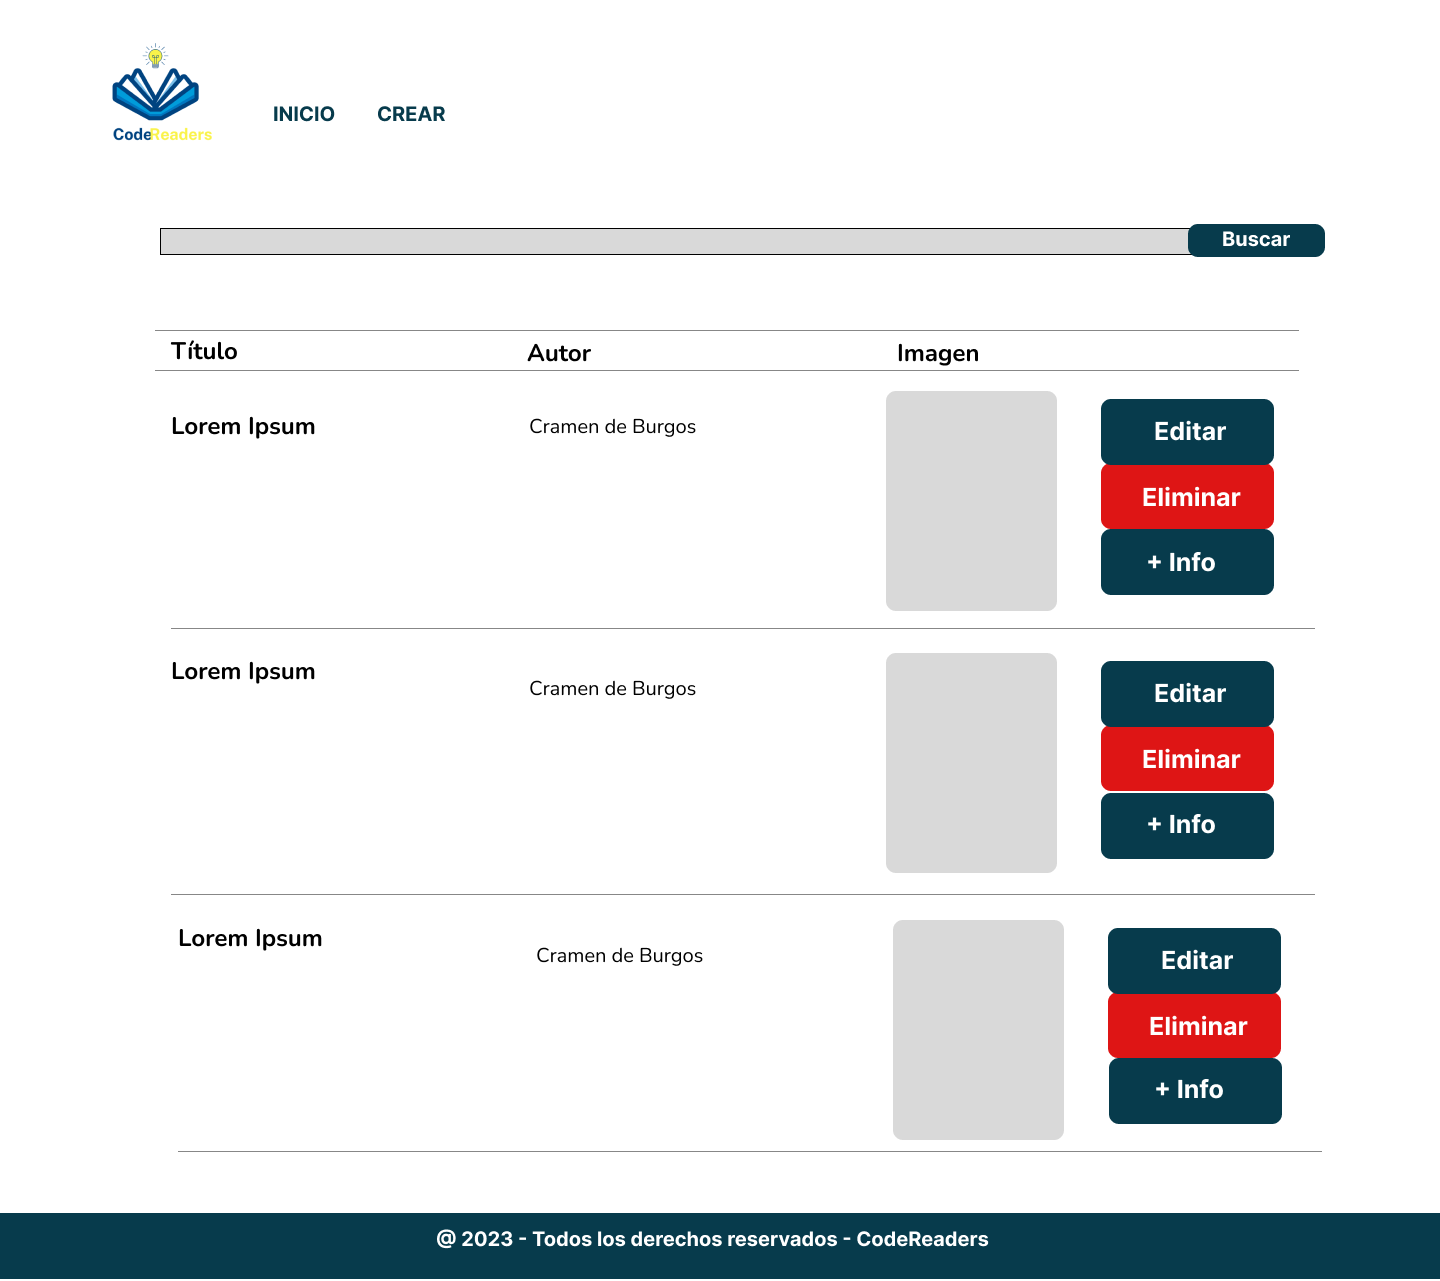 CodeReaders
INICIO CREAR
Buscar
Título Autor Imagen
Lorem Ipsum Cramen de Burgos Editar
Eliminar
+ Info
Lorem Ipsum Cramen de Burgos Editar
Eliminar
+ Info
Lorem Ipsum Cramen de Burgos Editar
Eliminar
+ Info
@ 2023 - Todos los derechos reservados - CodeReaders